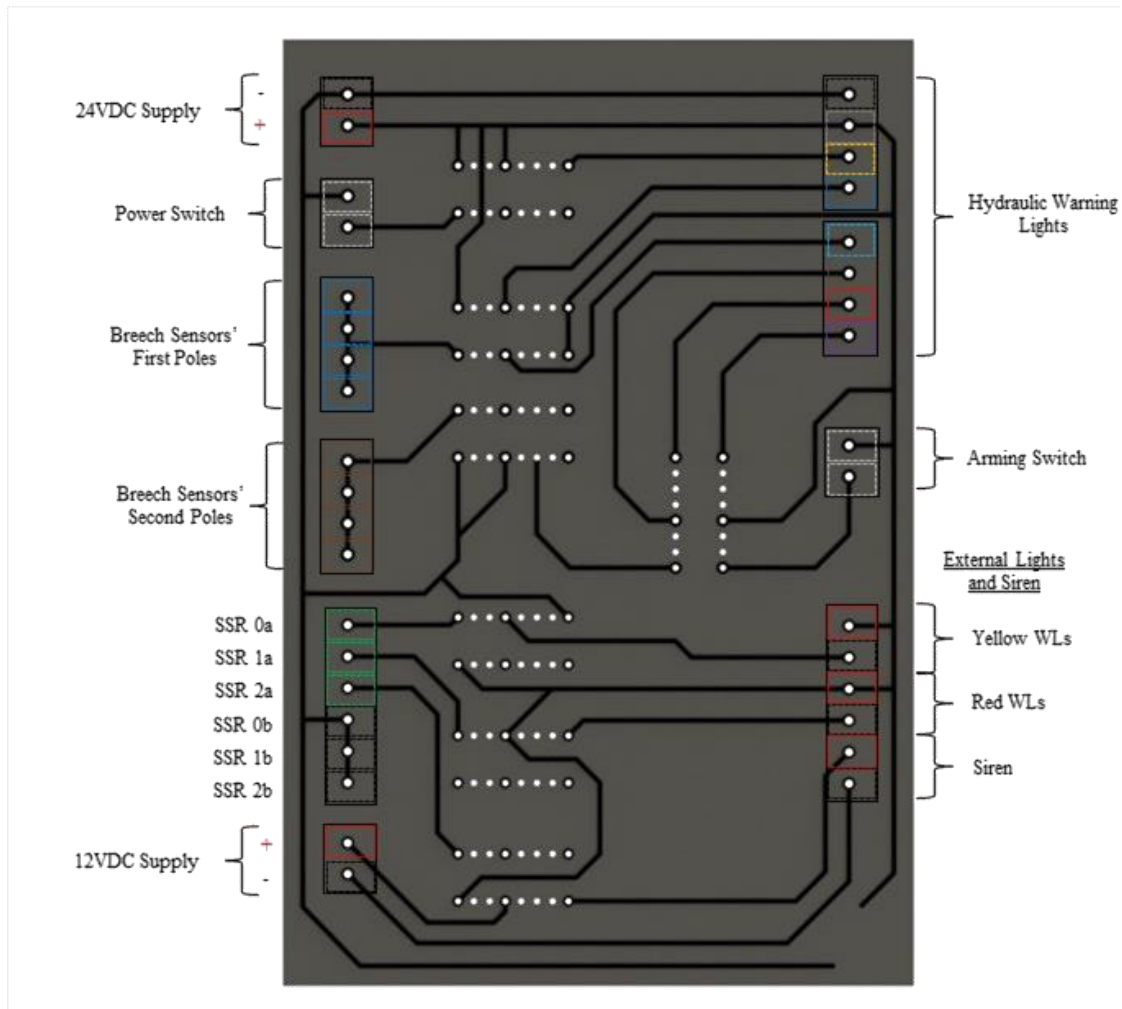 24VDC Supply
-
+
Power Switch
Breech Sensors'
First Poles
Breech Sensors'
Second Poles
SSR 0a
SSR 1a
SSR 2a
SSR 0b
SSR 1b
SSR 2b
12VDC Supply
+
-
Hydraulic Warning
Lights
Arming Switch
External Lights
and Siren
Yellow WLs
Red WLs
Siren